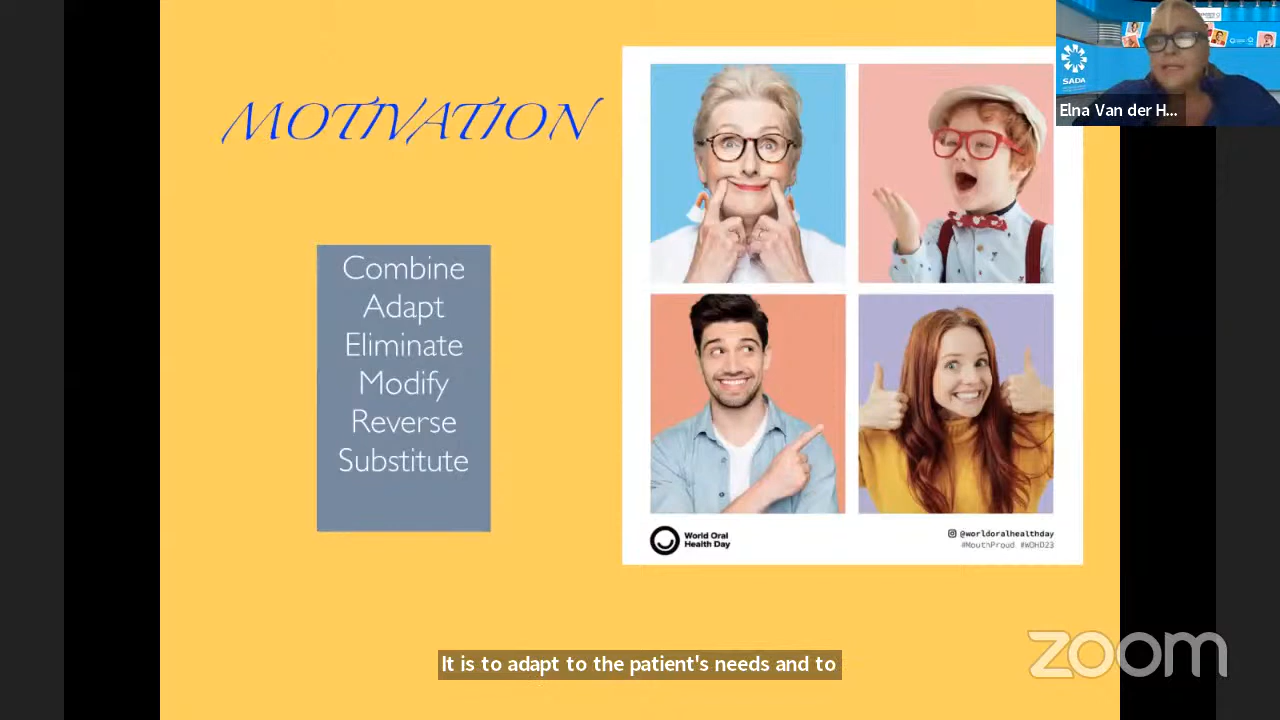 MOTIVATION
Combine
Adapt
Eliminate
Modify
Reverse
Substitute
World Oral
Health Day
@worldoralhealthday
#MouthProud #WOHD23
SADA
Elna Van der H...
It is to adapt to the patient's needs and to
zoom